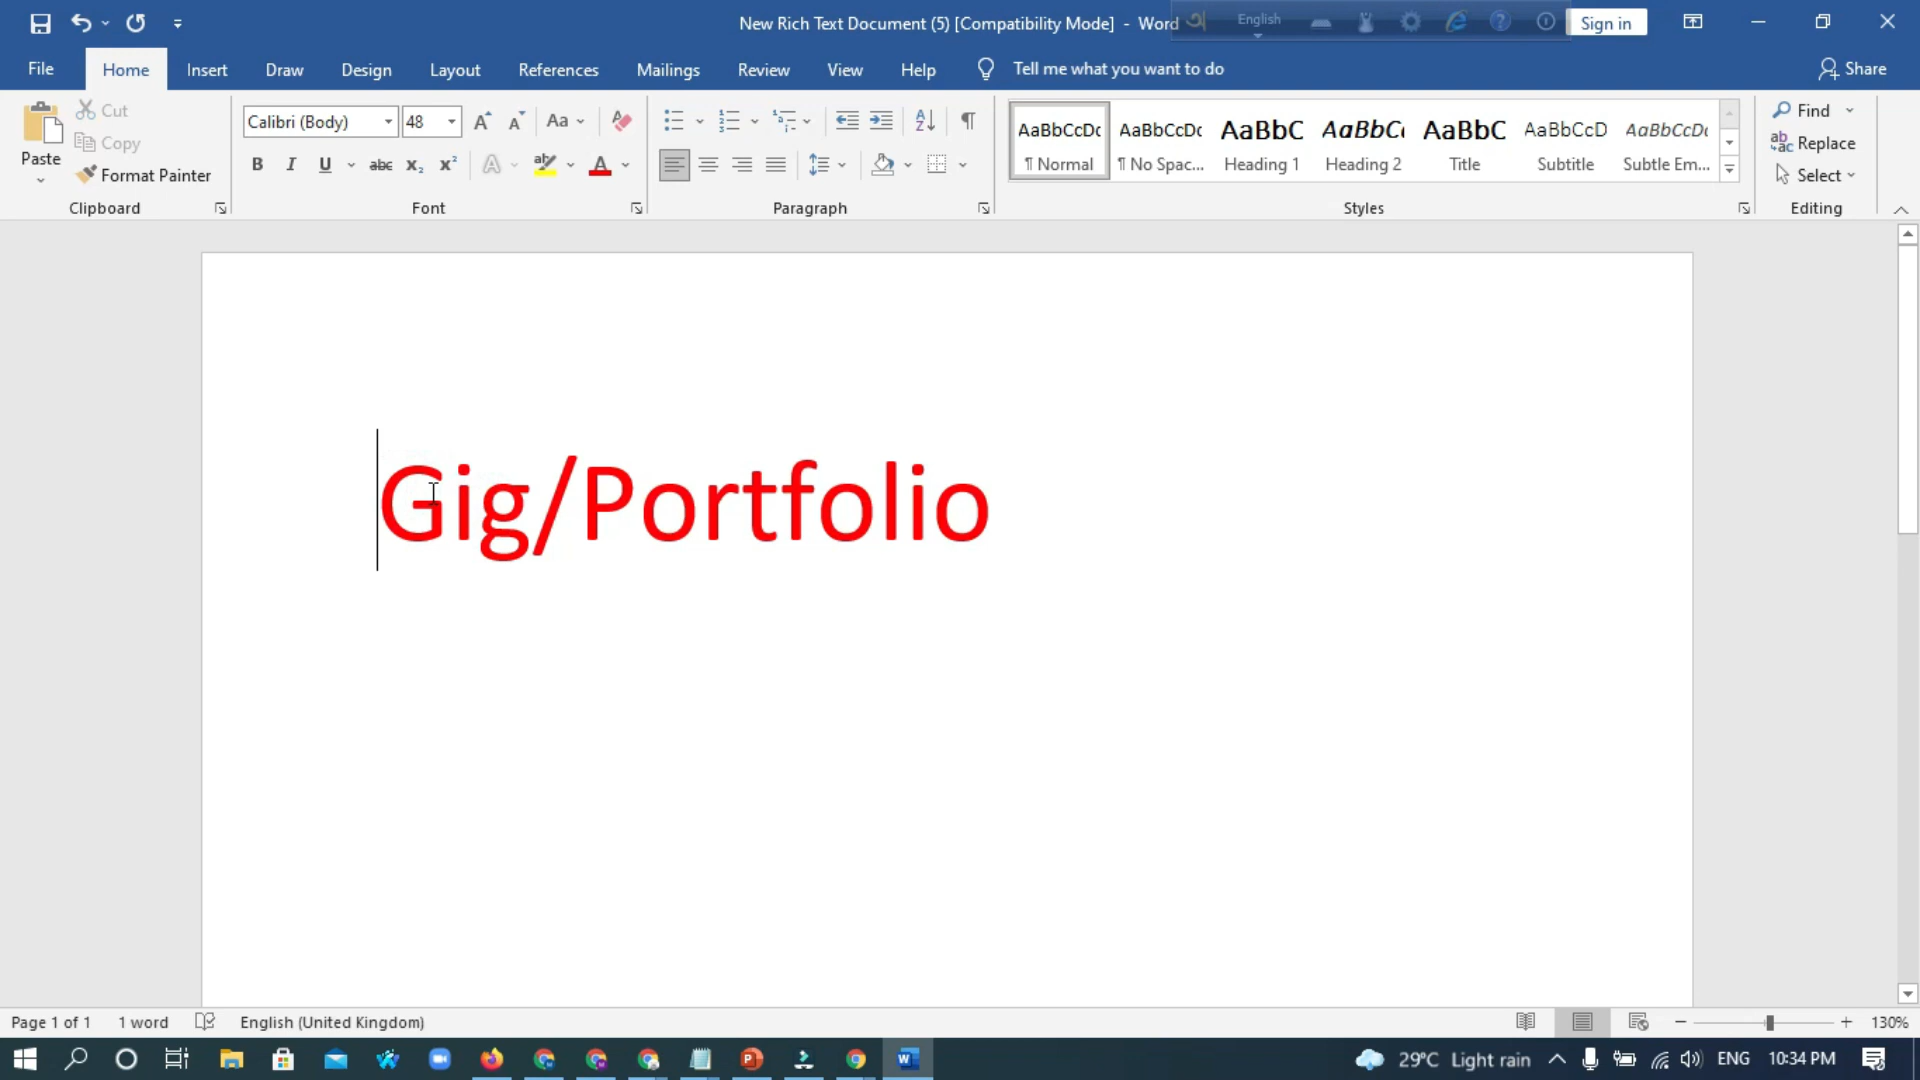 New Rich Text Document (5) [Compatibility Mode] - Word
English
Sign in
File
Home
Insert
Draw
Design
Layout
References
Mailings
Review
View
Help
Tell me what you want to do
Share
Paste
Cut
Copy
Format Painter
Clipboard
Calibri (Body)
48
Aa
B
I
U
abc
Font
Paragraph
AaBbCcDc
¶ Normal
AaBbCcDc
¶ No Spac...
AaBbC
Heading 1
AaBbC
Heading 2
AaBbC
Title
AaBbCcD
Subtitle
AaBbCcDc
Subtle Em...
Styles
Find
Replace
Select
Editing
Gig/Portfolio
Page 1 of 1
1 word
English (United Kingdom)
130%
29°C Light rain
ENG
10:34 PM